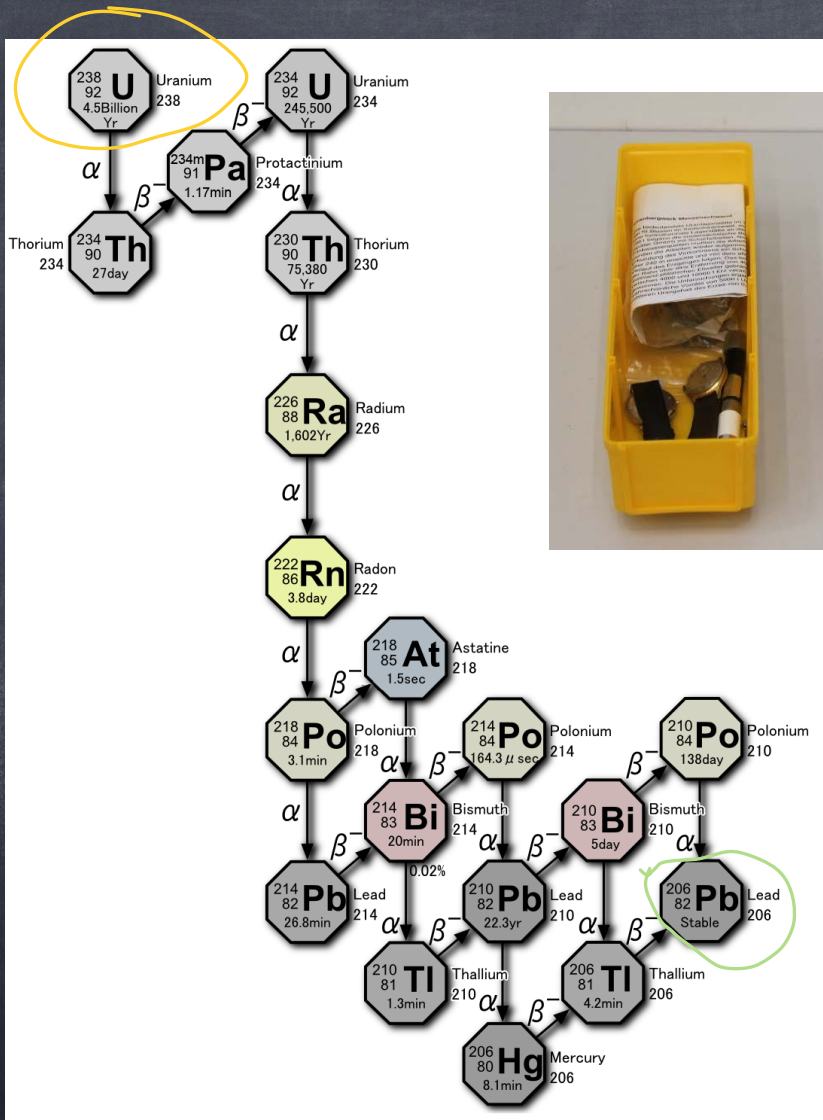 238
92 U
4.5Billion
Yr
Uranium
238
α
β⁻
234m
91 Pa
1.17min
Protactinium
234
β⁻
234
92 U
245,500
Yr
Uranium
234
α
Thorium
234
234
90 Th
27day
230
90 Th
75,380
Yr
Thorium
230
α
226
88 Ra
1,602Yr
Radium
226
α
222
86 Rn
3.8day
Radon
222
α
β⁻
218
85 At
1.5sec
Astatine
218
218
84 Po
3.1min
Polonium
218
α
β⁻
214
84 Po
164.3 μ sec
Polonium
214
β⁻
210
84 Po
138day
Polonium
210
α
β⁻
214
83 Bi
20min
Bismuth
214
0.02%
α
β⁻
210
83 Bi
5day
Bismuth
210
α
214
82 Pb
26.8min
Lead
214
α
β⁻
210
82 Pb
22.3yr
Lead
210
α
β⁻
206
82 Pb
Stable
Lead
206
210
81 Tl
1.3min
Thallium
210
α
β⁻
206
81 Tl
4.2min
Thallium
206
206
80 Hg
8.1min
Mercury
206